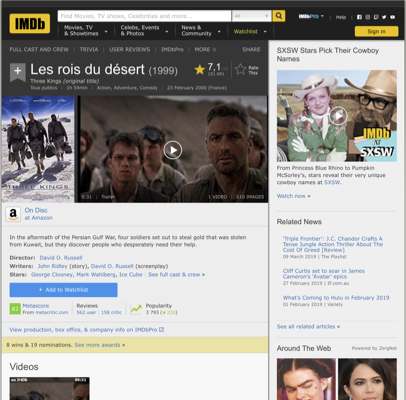 IMDb
Find Movies, TV shows, Celebrities and more...
All
IMDbPro
Help
Movies, TV
& Showtimes
Celebs, Events
& Photos
News &
Community
Watchlist
Sign in
FULL CAST AND CREW | TRIVIA | USER REVIEWS | IMDbPro | MORE
SHARE
Les rois du désert (1999)
Three Kings (original title)
Tous publics | 1h 54min | Action, Adventure, Comedy | 23 February 2000 (France)
7,1
Rate
This
THREE KINGS
Trailer
1 VIDEO | 110 IMAGES
On Disc
at Amazon
In the aftermath of the Persian Gulf War, four soldiers set out to steal gold that was stolen
from Kuwait, but they discover people who desperately need their help.
Director: David O. Russell
Writers: John Ridley (story), David O. Russell (screenplay)
Stars: George Clooney, Mark Wahlberg, Ice Cube | See full cast & crew »
+ Add to Watchlist
Metascore
From metacritic.com
Reviews
562 user | 158 critic
Popularity
3 793
View production, box office, & company info on IMDbPro
8 wins & 19 nominations. See more awards »
Videos
SXSW Stars Pick Their Cowboy
Names
IMDb
AT
SXSW
From Princess Blue Rhino to Pumpkin
McSorley's, stars reveal their very unique
cowboy names at SXSW.
Watch now »
Related News
'Triple Frontier': J.C. Chandor Crafts A
Tense Jungle Action Thriller About The
Cost Of Greed [Review]
09 March 2019 | The Playlist
Cliff Curtis set to soar in James
Cameron's 'Avatar' epic
27 February 2019 | if.com.au
What's Coming to Hulu in February 2019
01 February 2019 | Variety
See all related articles »
Around The Web
Powered by ZergNet